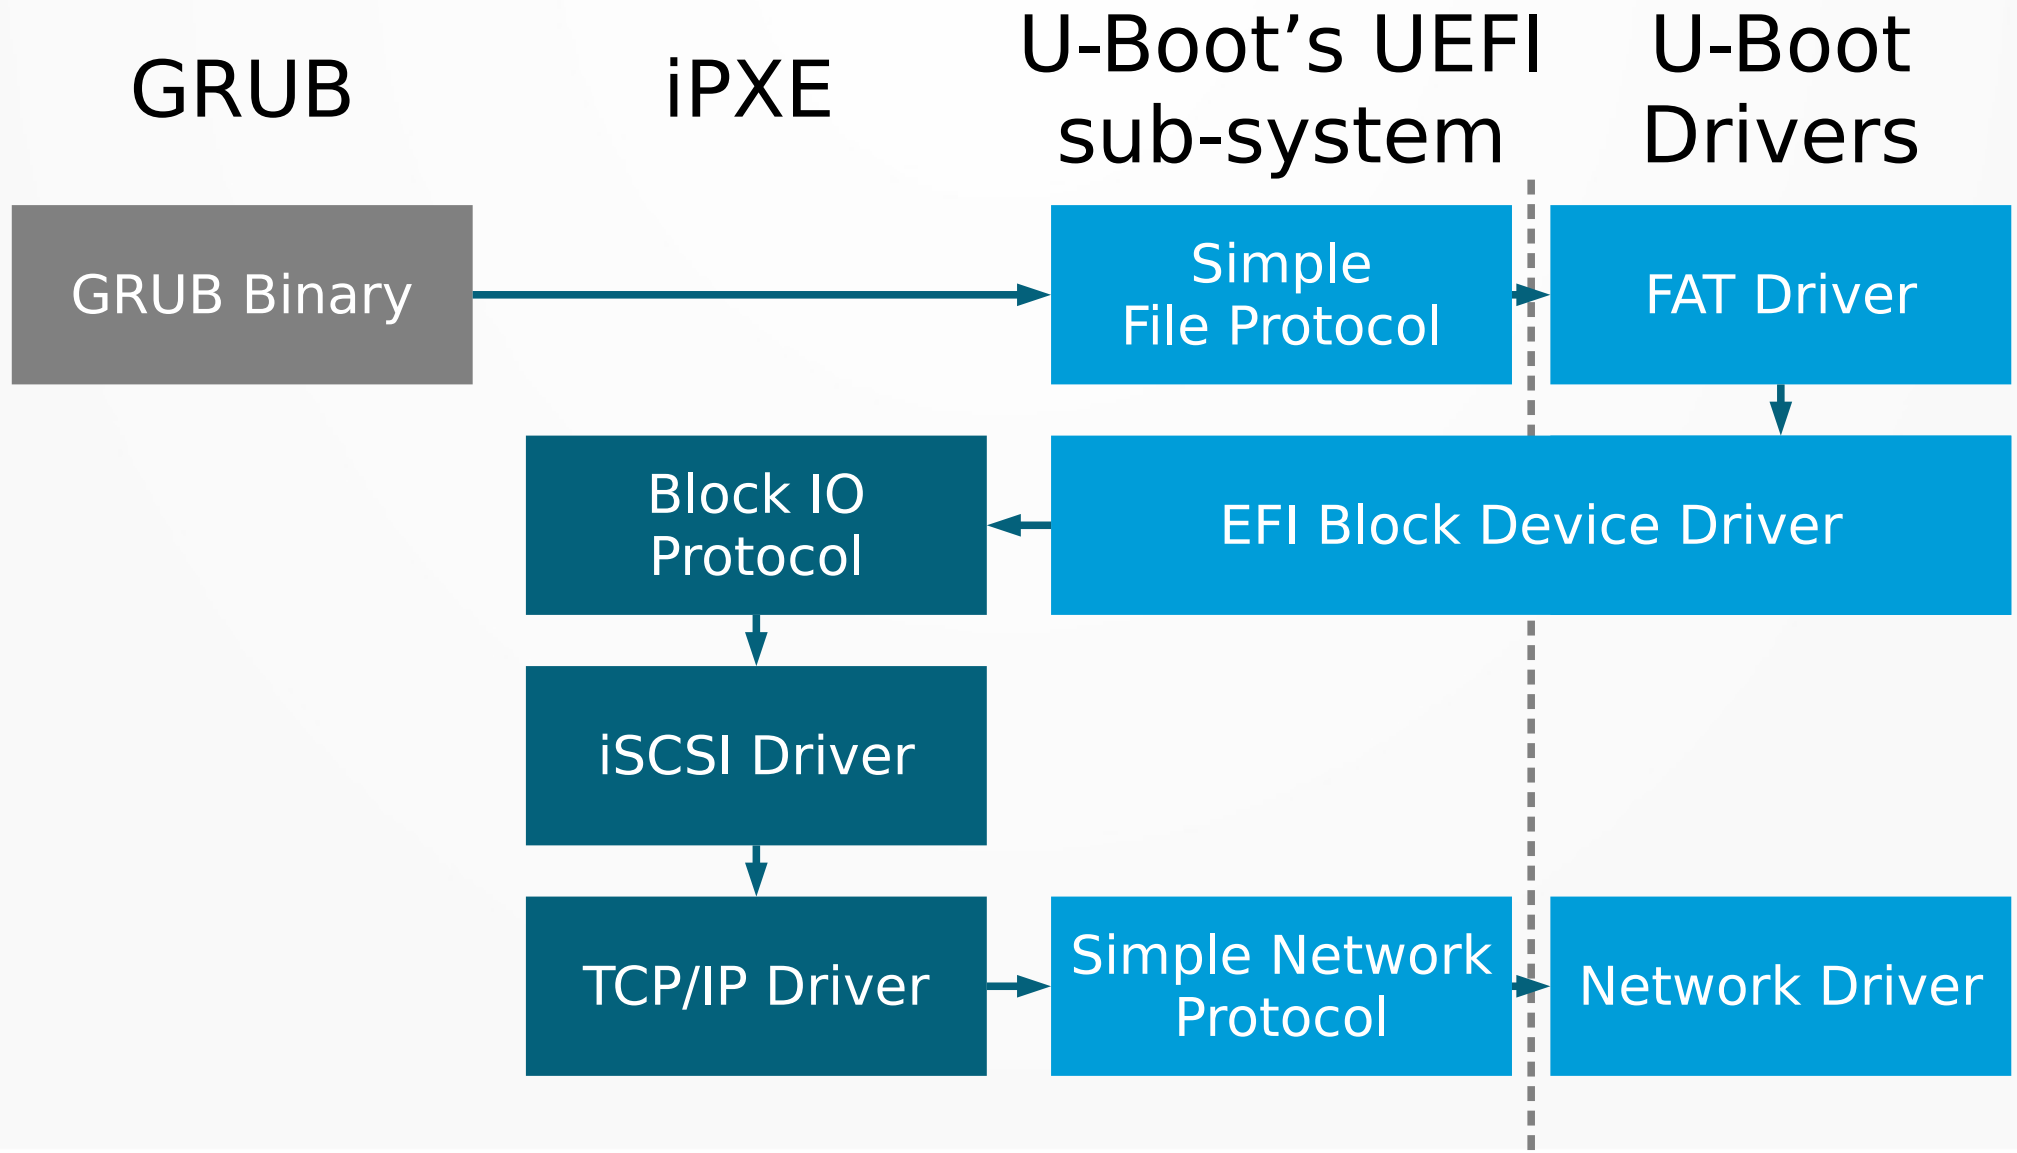 GRUB
iPXE
U-Boot’s UEFI
sub-system
U-Boot
Drivers
GRUB Binary
Simple
File Protocol
FAT Driver
Block IO
Protocol
EFI Block Device Driver
iSCSI Driver
TCP/IP Driver
Simple Network
Protocol
Network Driver